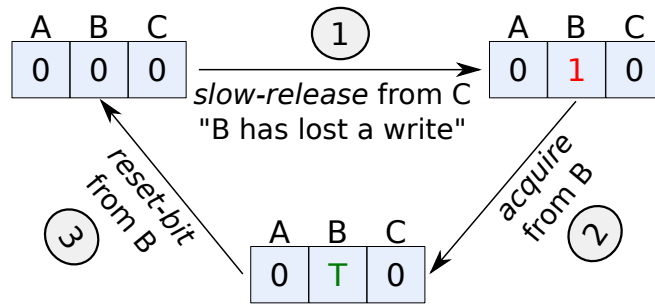 A B C
0 0 0
1
slow-release from C
"B has lost a write"
A B C
0 1 0
acquire
from B
2
A B C
0 T 0
reset-bit
from B
3